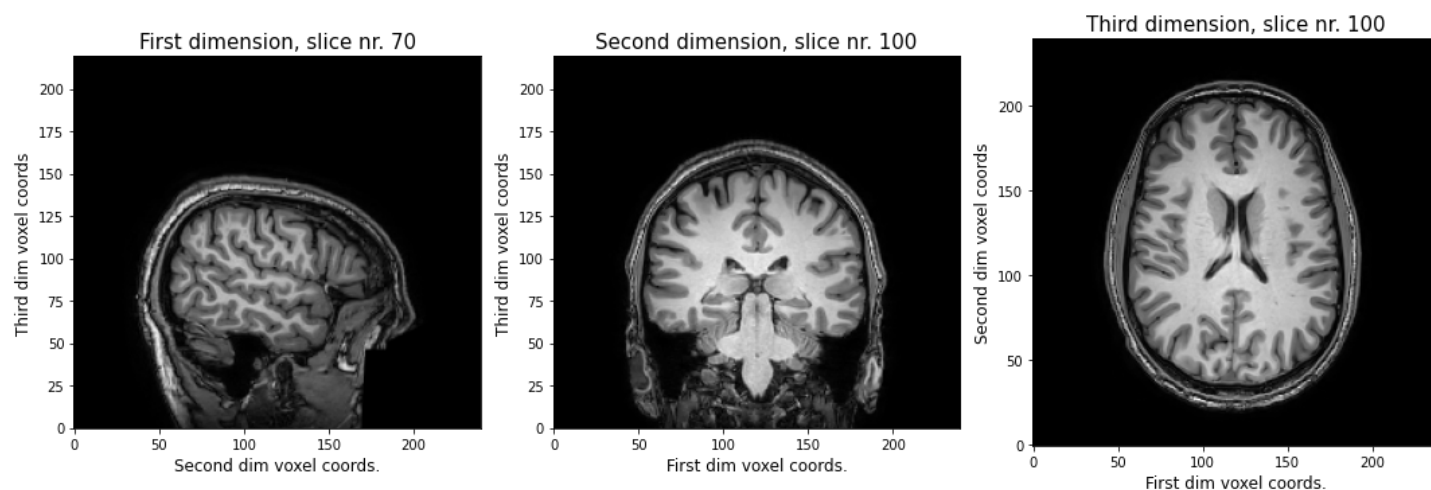 First dimension, slice nr. 70
Third dim voxel coords
200
175
150
125
100
75
50
25
0
0 50 100 150 200
Second dim voxel coords.
Second dimension, slice nr. 100
Third dim voxel coords
200
175
150
125
100
75
50
25
0
0 50 100 150 200
First dim voxel coords.
Third dimension, slice nr. 100
Second dim voxel coords
200
150
100
50
0
0 50 100 150 200
First dim voxel coords.